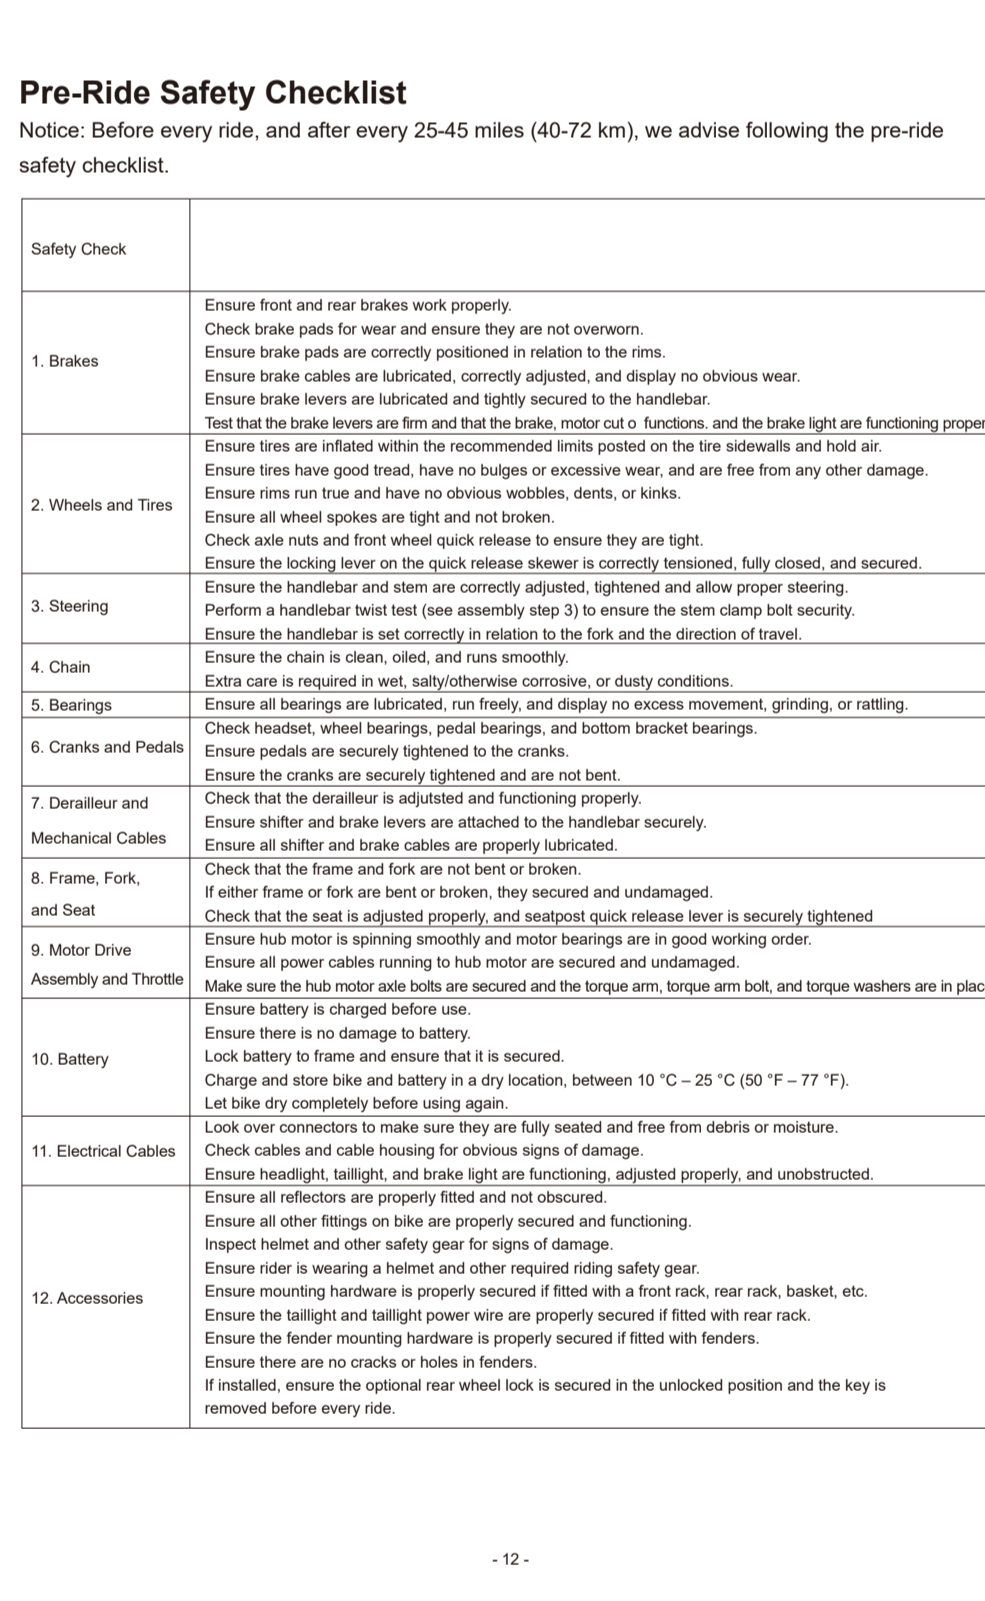 Pre-Ride Safety Checklist
Notice: Before every ride, and after every 25-45 miles (40-72 km), we advise following the pre-ride
safety checklist.
Safety Check
1. Brakes
Ensure front and rear brakes work properly.
Check brake pads for wear and ensure they are not overworn.
Ensure brake pads are correctly positioned in relation to the rims.
Ensure brake cables are lubricated, correctly adjusted, and display no obvious wear.
Ensure brake levers are lubricated and tightly secured to the handlebar.
Test that the brake levers are firm and that the brake, motor cut o functions. and the brake light are functioning proper
2. Wheels and Tires
Ensure tires are inflated within the recommended limits posted on the tire sidewalls and hold air.
Ensure tires have good tread, have no bulges or excessive wear, and are free from any other damage.
Ensure rims run true and have no obvious wobbles, dents, or kinks.
Ensure all wheel spokes are tight and not broken.
Check axle nuts and front wheel quick release to ensure they are tight.
Ensure the locking lever on the quick release skewer is correctly tensioned, fully closed, and secured.
3. Steering
Ensure the handlebar and stem are correctly adjusted, tightened and allow proper steering.
Perform a handlebar twist test (see assembly step 3) to ensure the stem clamp bolt security.
Ensure the handlebar is set correctly in relation to the fork and the direction of travel.
4. Chain
Ensure the chain is clean, oiled, and runs smoothly.
Extra care is required in wet, salty/otherwise corrosive, or dusty conditions.
5. Bearings
Ensure all bearings are lubricated, run freely, and display no excess movement, grinding, or rattling.
6. Cranks and Pedals
Check headset, wheel bearings, pedal bearings, and bottom bracket bearings.
Ensure pedals are securely tightened to the cranks.
Ensure the cranks are securely tightened and are not bent.
7. Derailleur and
Mechanical Cables
Check that the derailleur is adjutsted and functioning properly.
Ensure shifter and brake levers are attached to the handlebar securely.
Ensure all shifter and brake cables are properly lubricated.
8. Frame, Fork,
and Seat
Check that the frame and fork are not bent or broken.
If either frame or fork are bent or broken, they secured and undamaged.
Check that the seat is adjusted properly, and seatpost quick release lever is securely tightened
9. Motor Drive
Assembly and Throttle
Ensure hub motor is spinning smoothly and motor bearings are in good working order.
Ensure all power cables running to hub motor are secured and undamaged.
Make sure the hub motor axle bolts are secured and the torque arm, torque arm bolt, and torque washers are in plac
10. Battery
Ensure battery is charged before use.
Ensure there is no damage to battery.
Lock battery to frame and ensure that it is secured.
Charge and store bike and battery in a dry location, between 10 °C – 25 °C (50 °F – 77 °F).
Let bike dry completely before using again.
11. Electrical Cables
Look over connectors to make sure they are fully seated and free from debris or moisture.
Check cables and cable housing for obvious signs of damage.
Ensure headlight, taillight, and brake light are functioning, adjusted properly, and unobstructed.
12. Accessories
Ensure all reflectors are properly fitted and not obscured.
Ensure all other fittings on bike are properly secured and functioning.
Inspect helmet and other safety gear for signs of damage.
Ensure rider is wearing a helmet and other required riding safety gear.
Ensure mounting hardware is properly secured if fitted with a front rack, rear rack, basket, etc.
Ensure the taillight and taillight power wire are properly secured if fitted with rear rack.
Ensure the fender mounting hardware is properly secured if fitted with fenders.
Ensure there are no cracks or holes in fenders.
If installed, ensure the optional rear wheel lock is secured in the unlocked position and the key is
removed before every ride.
- 12 -